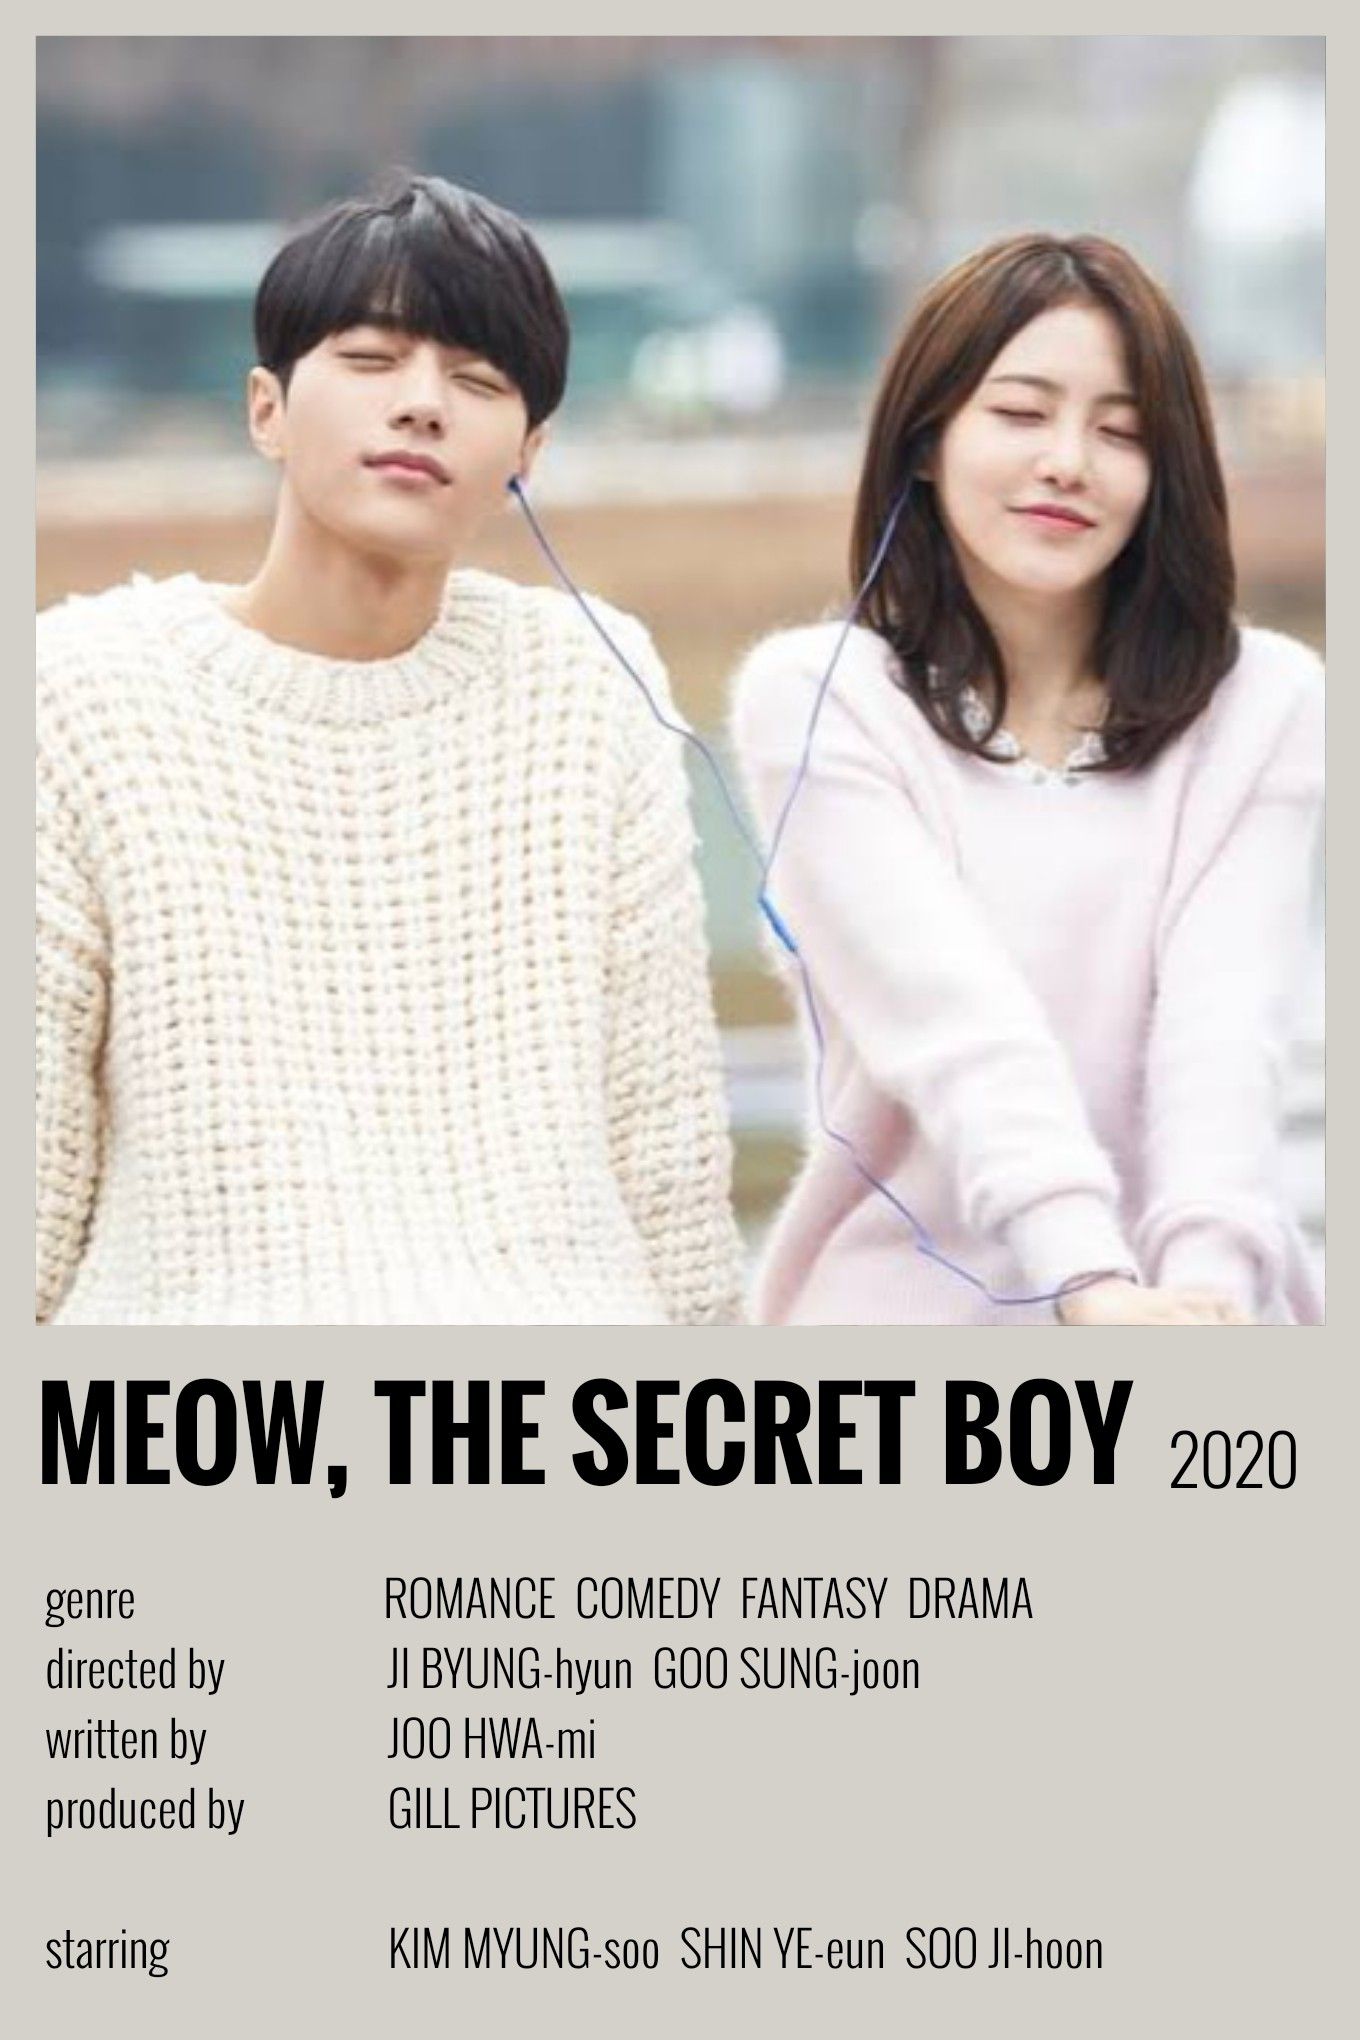 MEOW, THE SECRET BOY 2020
genre ROMANCE COMEDY FANTASY DRAMA
directed by JI BYUNG-hyun GOO SUNG-joon
written by JOO HWA-mi
produced by GILL PICTURES
starring KIM MYUNG-soo SHIN YE-eun SOO JI-hoon